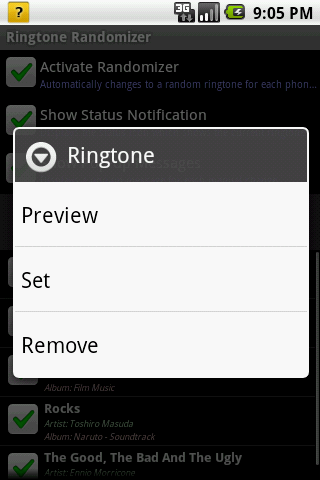 ?
3G
9:05 PM
Ringtone Randomizer
Activate Randomizer
Automatically changes to a random ringtone for each phon...
Show Status Notification
Ringtone
Preview
Set
Remove
Album: Film Music
Rocks
Artist: Toshiro Masuda
Album: Naruto - Soundtrack
The Good, The Bad And The Ugly
Artist: Ennio Morricone